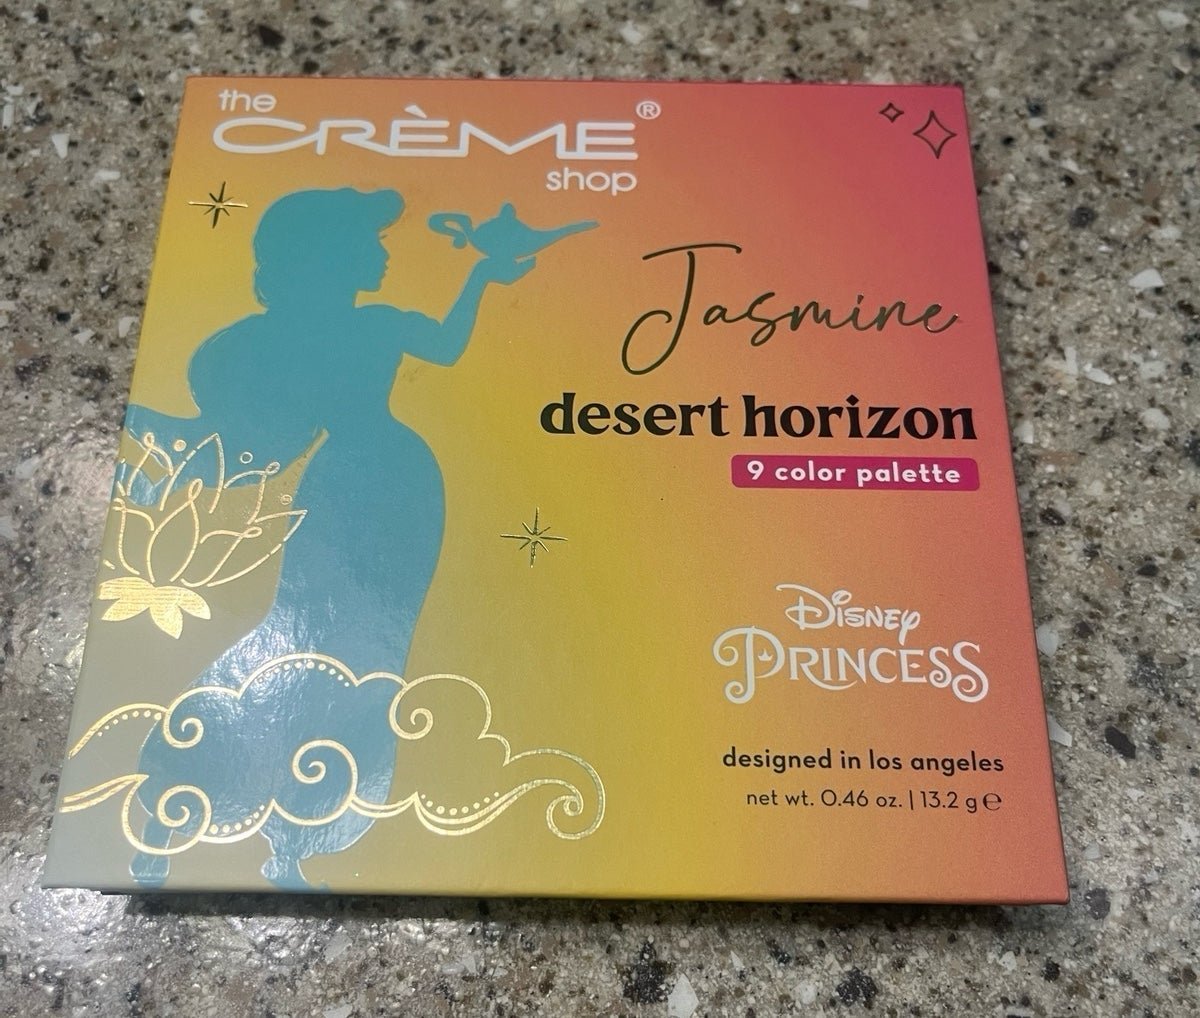 the
CRÈME®
shop
Jasmine
desert horizon
9 color palette
Disney
PRINCESS
designed in los angeles
net wt. 0.46 oz. | 13.2 g ℮